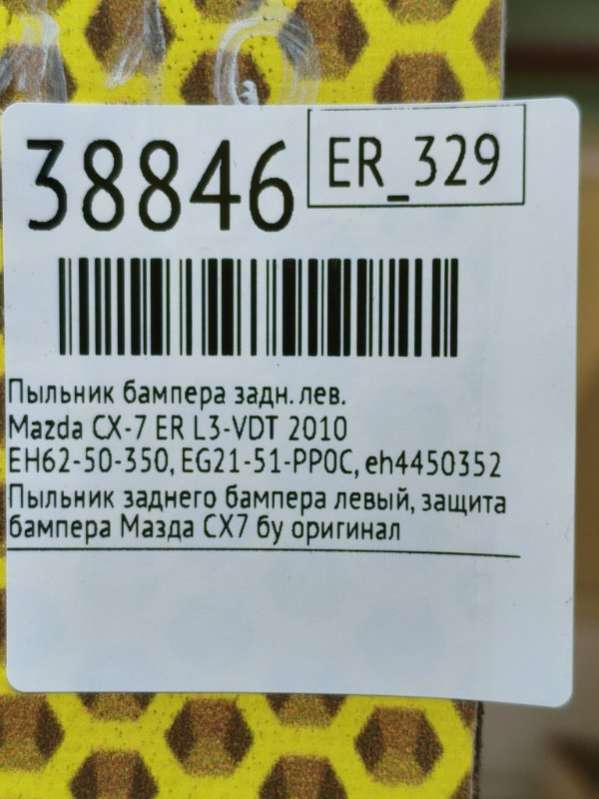 38846
ER_329
Пыльник бампера задн. лев.
Mazda CX-7 ER L3-VDT 2010
EH62-50-350, EG21-51-PP0C, eh4450352
Пыльник заднего бампера левый, защита
бампера Мазда СХ7 бу оригинал